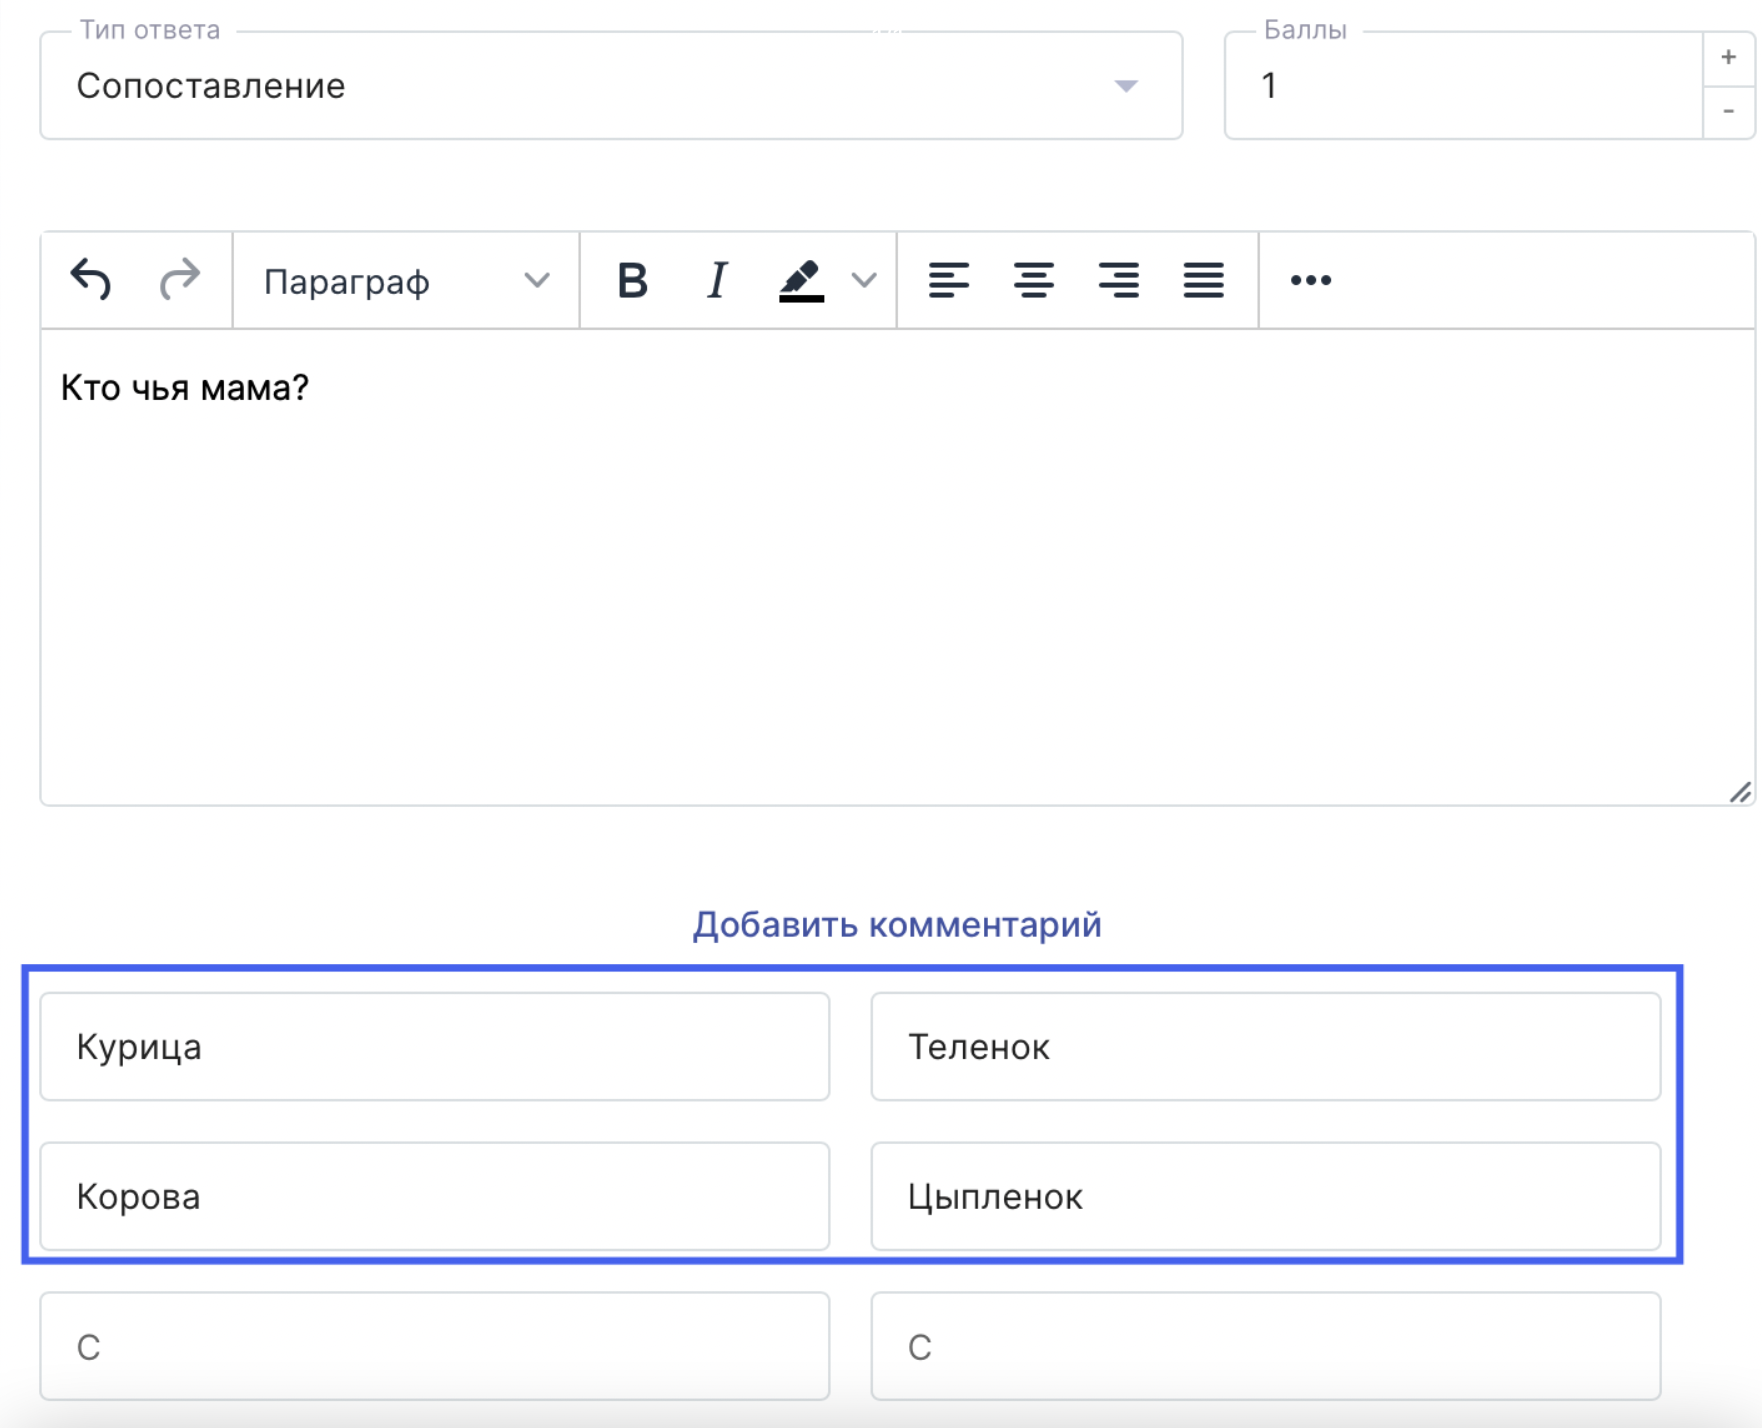 Тип ответа
Баллы
Сопоставление
1
+
-
Параграф
B I
Кто чья мама?
Добавить комментарий
Курица
Теленок
Корова
Цыпленок
C
C